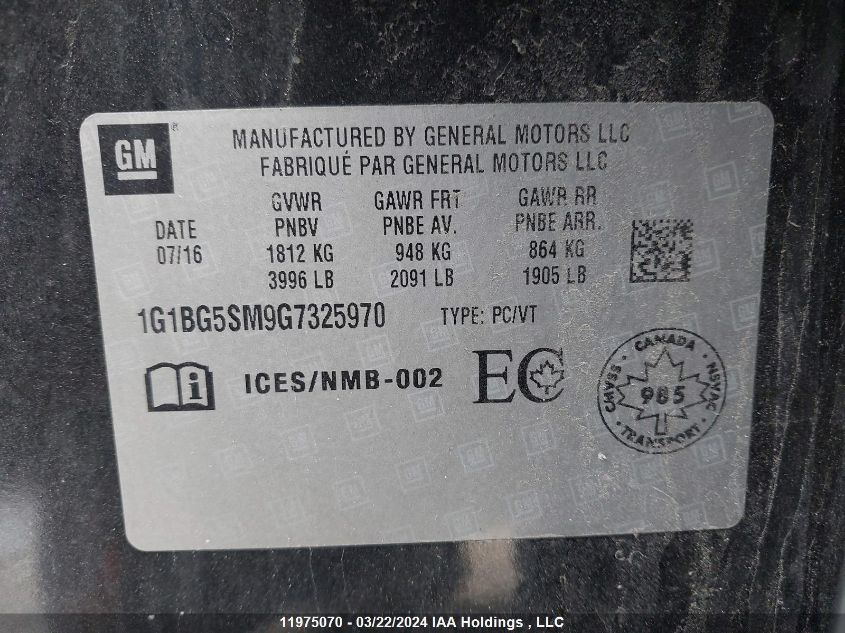 GM ®
MANUFACTURED BY GENERAL MOTORS LLC
FABRIQUÉ PAR GENERAL MOTORS LLC
GVWR GAWR FRT GAWR RR
DATE PNBV PNBE AV. PNBE ARR.
07/16 1812 KG 948 KG 864 KG
3996 LB 2091 LB 1905 LB
1G1BG5SM9G7325970 TYPE: PC/VT
ICES/NMB-002 EC
CANADA
CMVSS 985 NSVAC
TRANSPORT
11975070 - 03/22/2024 IAA Holdings , LLC